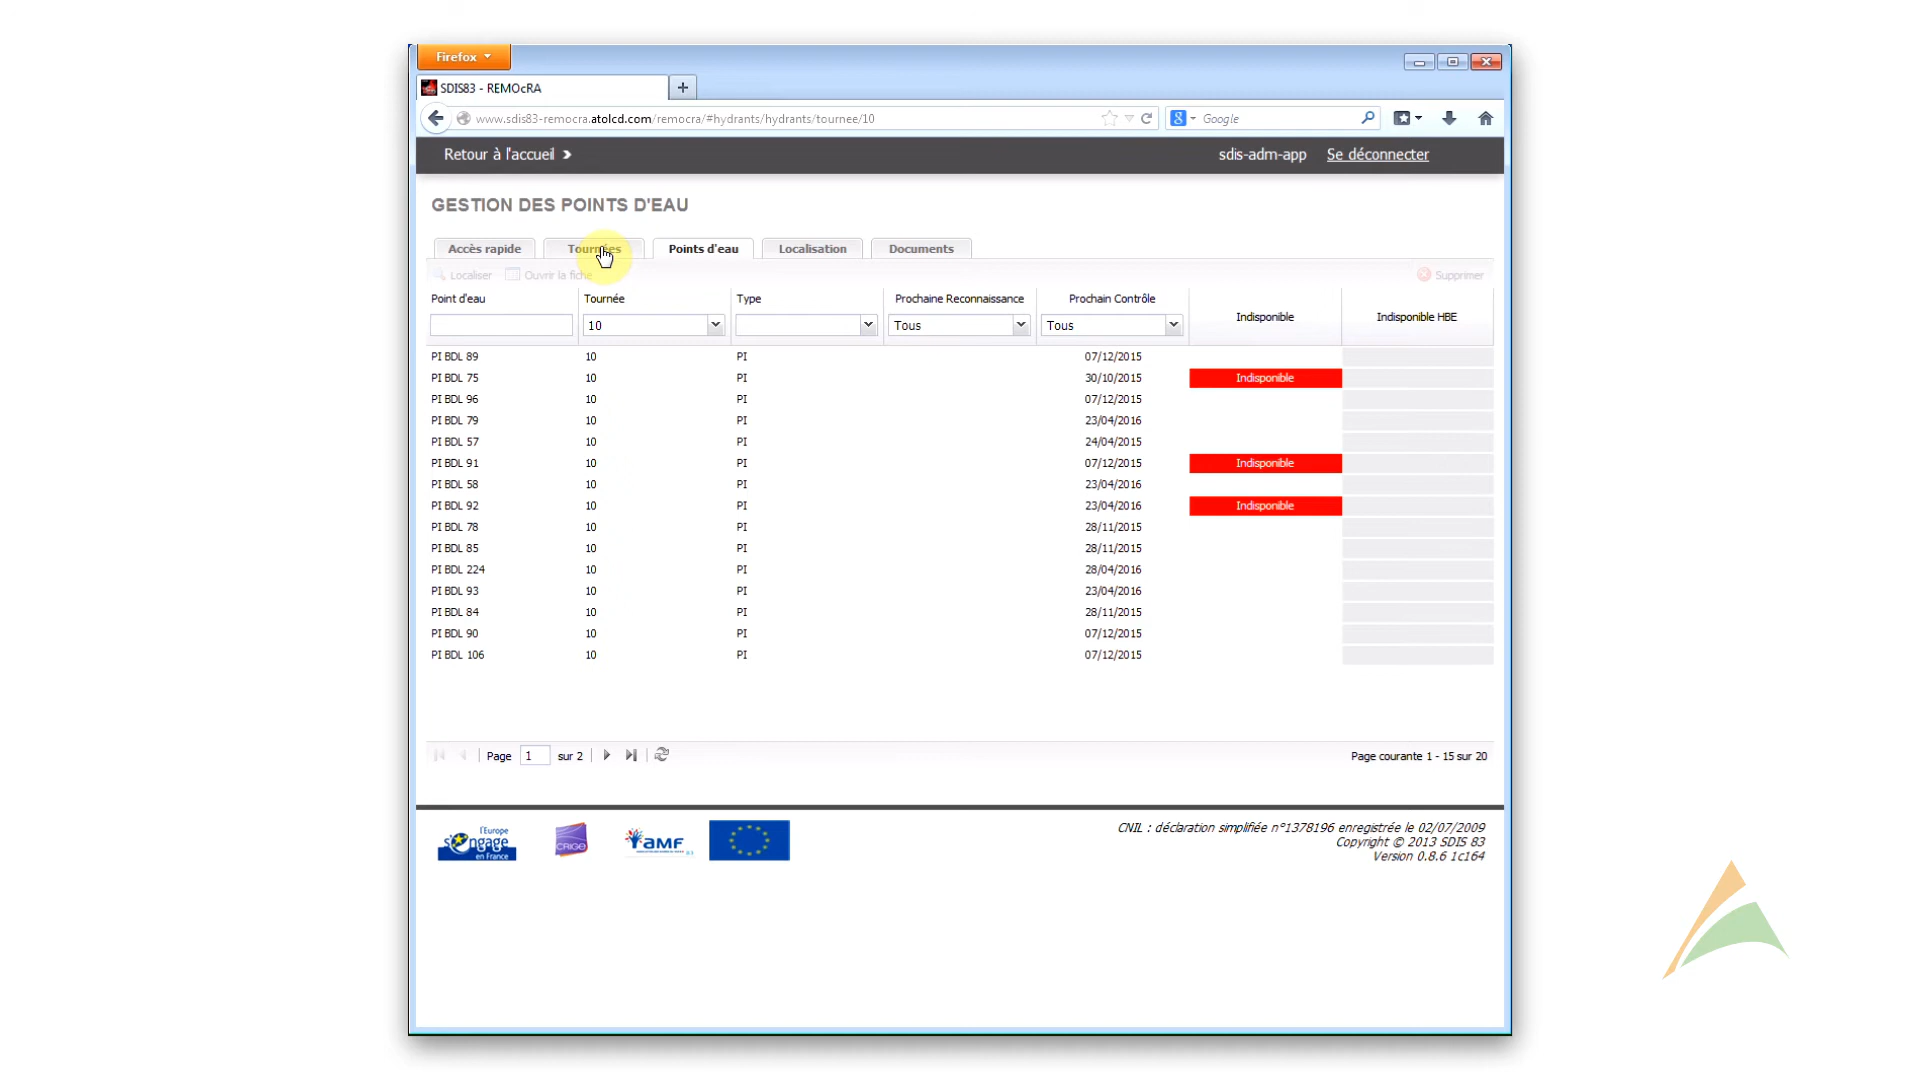 Firefox
SDIS83 - REMOcRA
www.sdis83-remocra.atolcd.com/remocra/#hydrants/hydrants/tournee/10
Google
Retour à l'accueil
sdis-adm-app Se déconnecter
GESTION DES POINTS D'EAU
Accès rapide Tournées Points d'eau Localisation Documents
Localiser Ouvrir la fiche Supprimer
Point d'eau Tournée Type Prochaine Reconnaissance Prochain Contrôle Indisponible Indisponible HBE
10 Tous Tous
PI BDL 89 10 PI 07/12/2015
PI BDL 75 10 PI 30/10/2015 Indisponible
PI BDL 96 10 PI 07/12/2015
PI BDL 79 10 PI 23/04/2016
PI BDL 57 10 PI 24/04/2015
PI BDL 91 10 PI 07/12/2015 Indisponible
PI BDL 58 10 PI 23/04/2016
PI BDL 92 10 PI 23/04/2016 Indisponible
PI BDL 78 10 PI 28/11/2015
PI BDL 85 10 PI 28/11/2015
PI BDL 224 10 PI 28/04/2016
PI BDL 93 10 PI 23/04/2016
PI BDL 84 10 PI 28/11/2015
PI BDL 90 10 PI 07/12/2015
PI BDL 106 10 PI 07/12/2015
Page 1 sur 2 Page courante 1 - 15 sur 20
l'Europe
s'engage
en France
CRIGE
AMF
CNIL : déclaration simplifiée n°1378196 enregistrée le 02/07/2009
Copyright © 2013 SDIS 83
Version 0.8.6 1c164